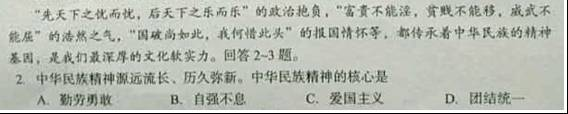 “先天下之忧而忧，后天下之乐而乐”的政治抱负，“富贵不能淫，贫贱不能移，威武不
能屈”的浩然之气，“国破尚如此，我何惜此头”的报国情怀等，都传承着中华民族的精神
基因，是我们最深厚的文化软实力。回答2~3题。
2. 中华民族精神源远流长、历久弥新。中华民族精神的核心是
A. 勤劳勇敢 B. 自强不息 C. 爱国主义 D. 团结统一